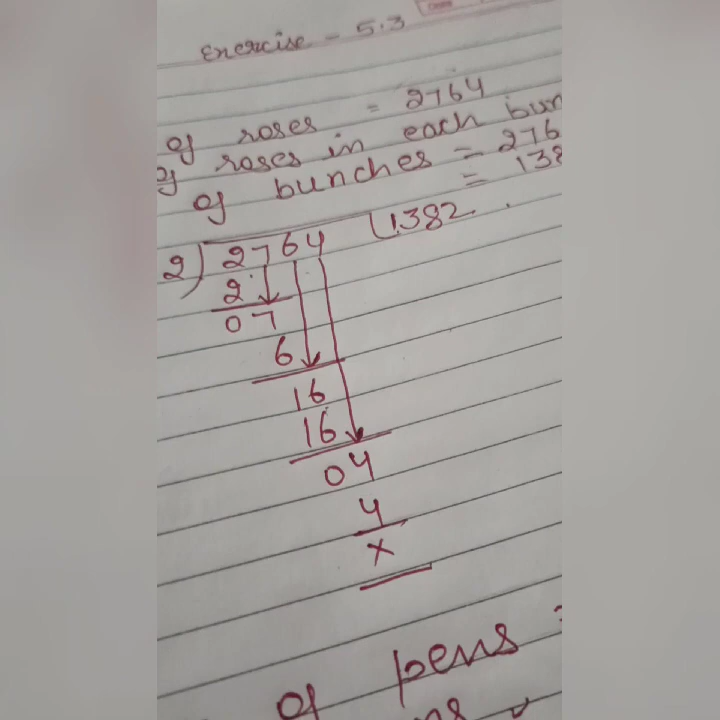 Exercise - 5.3
of roses = 2764
of roses in each bun
of bunches = 276
= 138
2) 2764 (1382.
2
07
6
16
16
04
4
x
of pens =